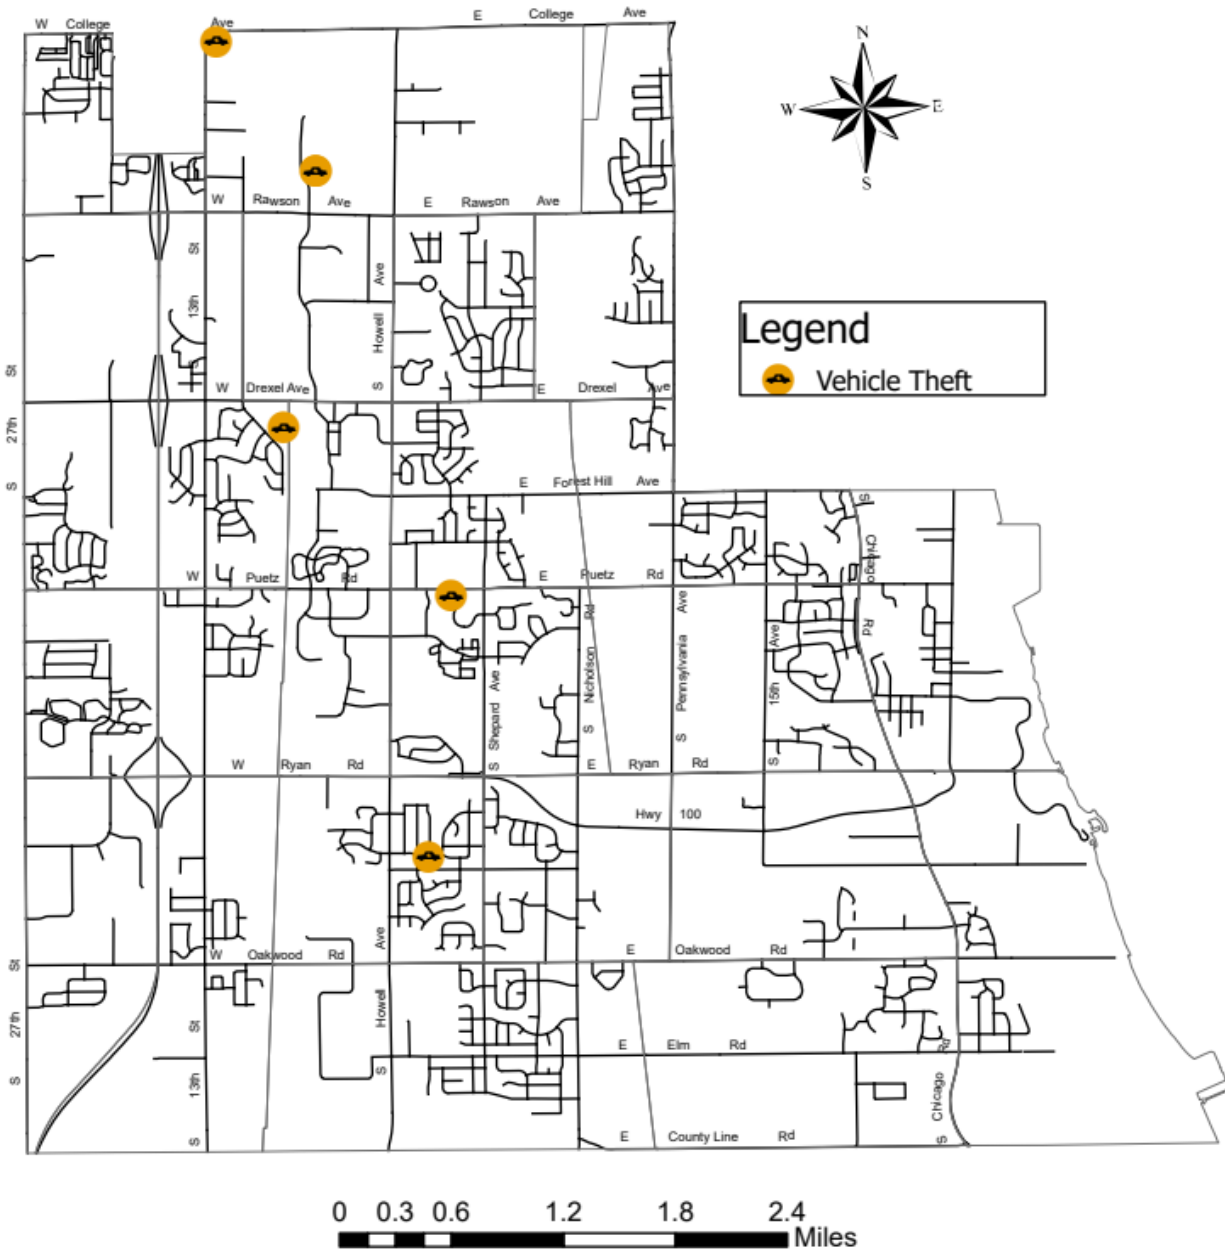 W College Ave
E College Ave
N
W E
S
W Rawson Ave
E Rawson Ave
S 13th St
S Howell Ave
Legend
Vehicle Theft
S 27th St
W Drexel Ave
E Drexel Ave
E Forest Hill Ave
S Chicago Rd
W Puetz Rd
E Puetz Rd
S Shepard Ave
S Nicholson Rd
S Pennsylvania Ave
S 15th Ave
W Ryan Rd
E Ryan Rd
Hwy 100
W Oakwood Rd
E Oakwood Rd
S 27th St
S 13th St
S Howell Ave
E Elm Rd
S Chicago Rd
E County Line Rd
0 0.3 0.6 1.2 1.8 2.4
Miles